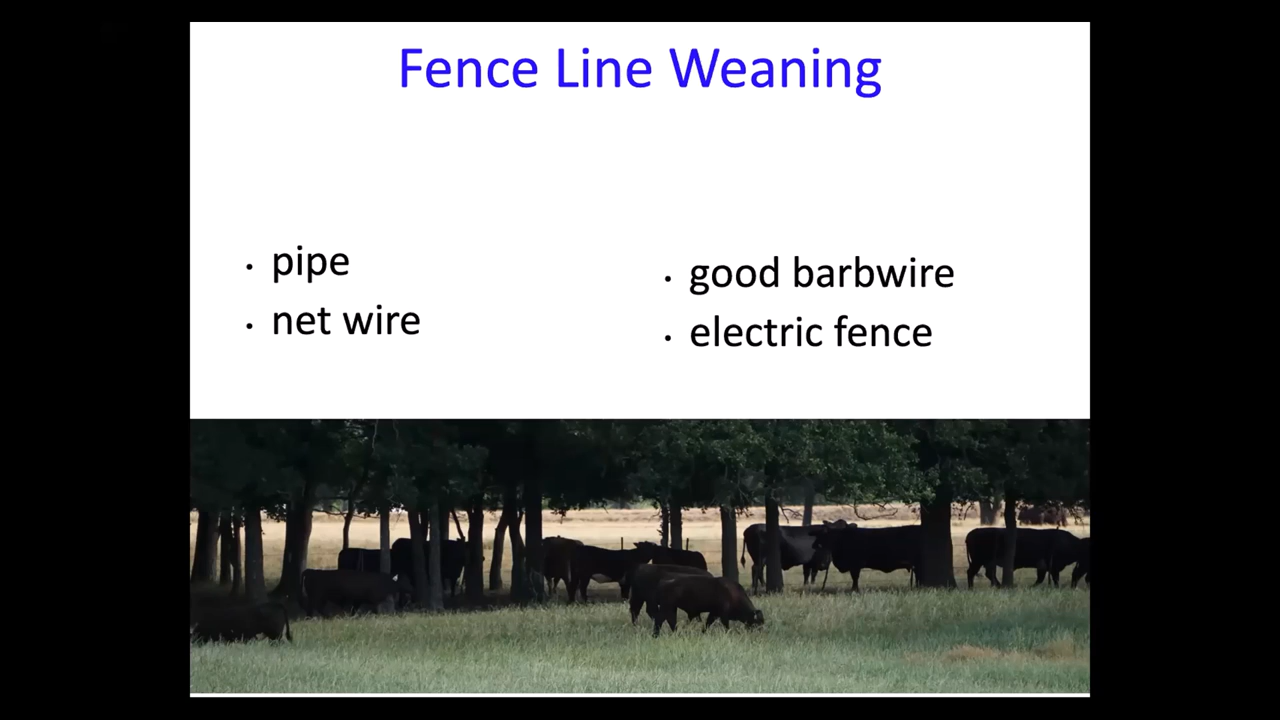 Fence Line Weaning
• pipe
• net wire
• good barbwire
• electric fence